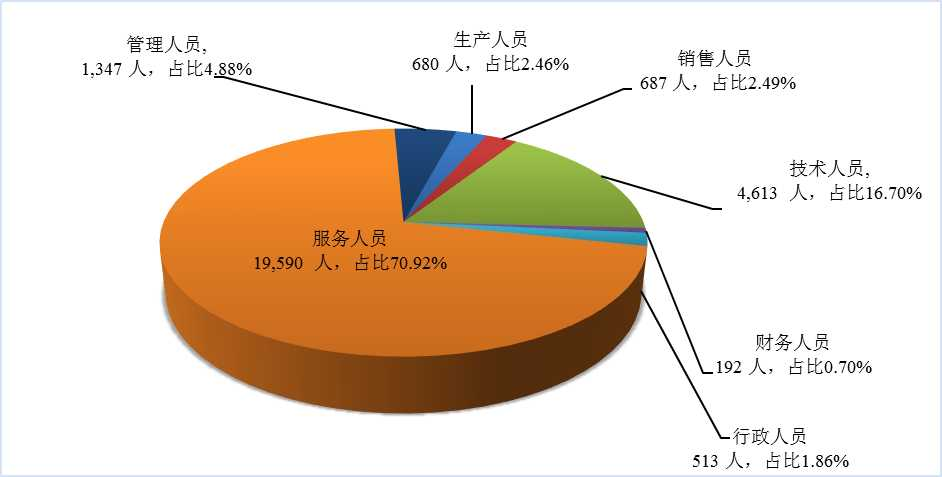 管理人员,
1,347 人，占比4.88%
生产人员
680 人，占比2.46%
销售人员
687 人，占比2.49%
技术人员,
4,613 人，占比16.70%
服务人员
19,590 人，占比70.92%
财务人员
192 人，占比0.70%
行政人员
513 人，占比1.86%